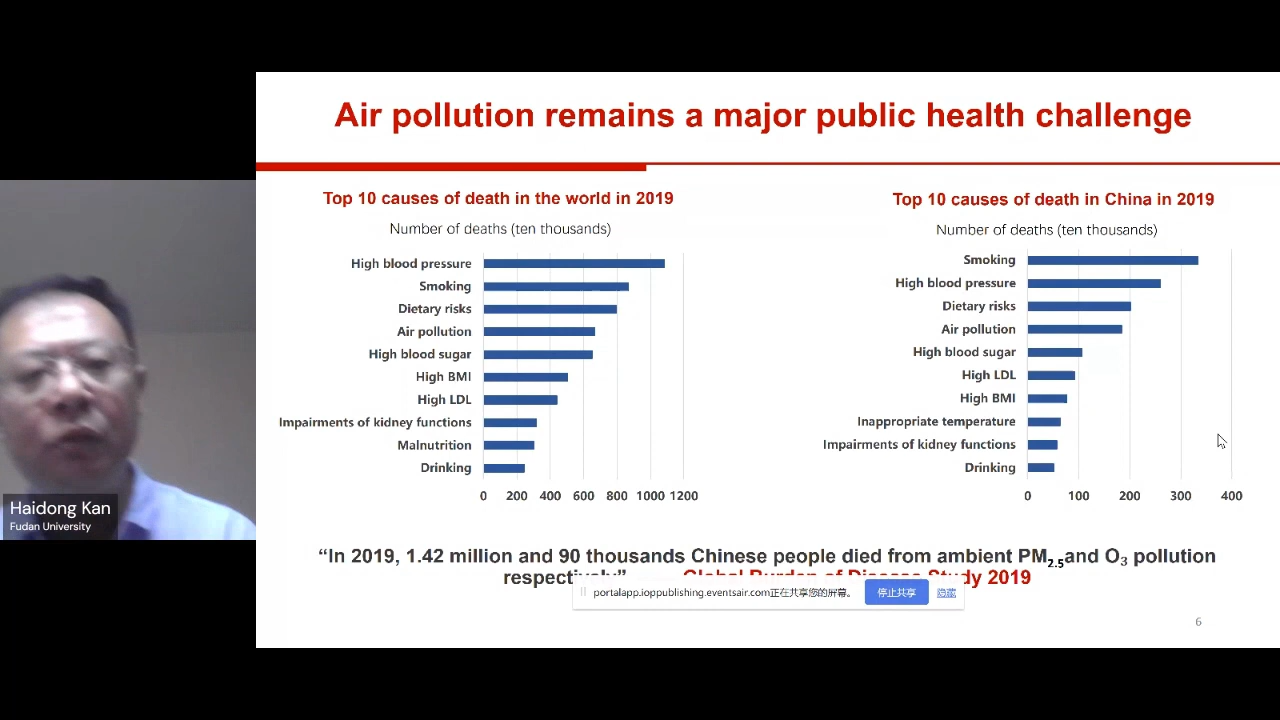 Air pollution remains a major public health challenge
Top 10 causes of death in the world in 2019
Number of deaths (ten thousands)
High blood pressure
Smoking
Dietary risks
Air pollution
High blood sugar
High BMI
High LDL
Impairments of kidney functions
Malnutrition
Drinking
0 200 400 600 800 1000 1200
Top 10 causes of death in China in 2019
Number of deaths (ten thousands)
Smoking
High blood pressure
Dietary risks
Air pollution
High blood sugar
High LDL
High BMI
Inappropriate temperature
Impairments of kidney functions
Drinking
0 100 200 300 400
Haidong Kan
Fudan University
“In 2019, 1.42 million and 90 thousands Chinese people died from ambient PM2.5 and O3 pollution
respectively” Global Burden of Disease Study 2019
portalapp.ioppublishing.eventsair.com正在共享您的屏幕。 停止共享 隐藏
6